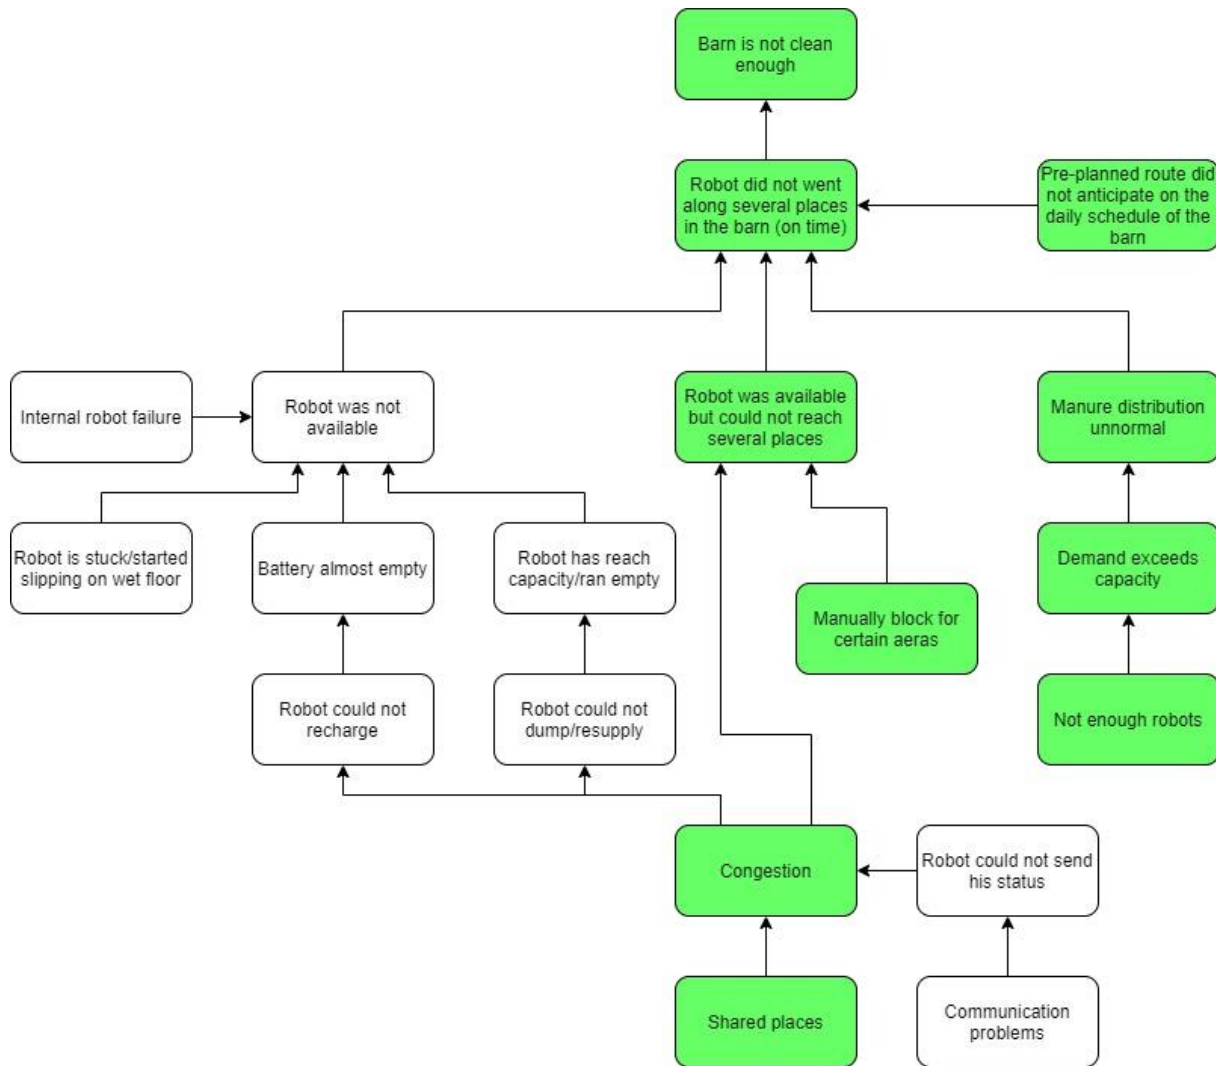 Barn is not clean
enough
Robot did not went
along several places
in the barn (on time)
Pre-planned route did
not anticipate on the
daily schedule of the
barn
Internal robot failure
Robot was not
available
Robot was available
but could not reach
several places
Manure distribution
unnormal
Robot is stuck/started
slipping on wet floor
Battery almost empty
Robot has reach
capacity/ran empty
Demand exceeds
capacity
Manually block for
certain aeras
Robot could not
recharge
Robot could not
dump/resupply
Not enough robots
Congestion
Robot could not send
his status
Shared places
Communication
problems